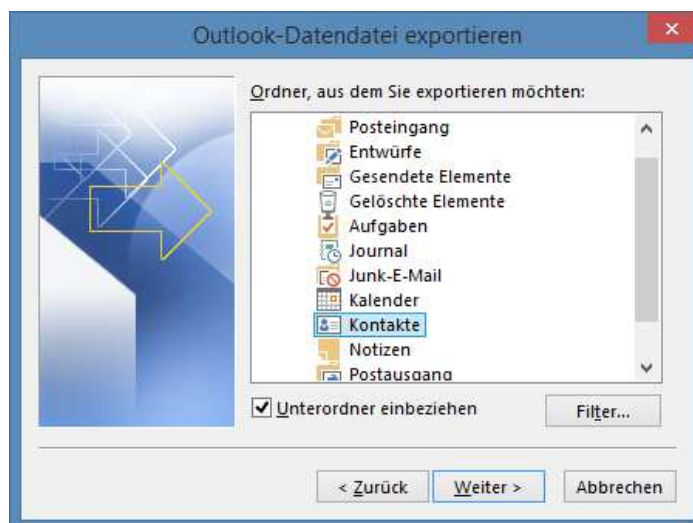 Outlook-Datendatei exportieren
Ordner, aus dem Sie exportieren möchten:
Posteingang
Entwürfe
Gesendete Elemente
Gelöschte Elemente
Aufgaben
Journal
Junk-E-Mail
Kalender
Kontakte
Notizen
Postausgang
Unterordner einbeziehen
Filter...
< Zurück
Weiter >
Abbrechen